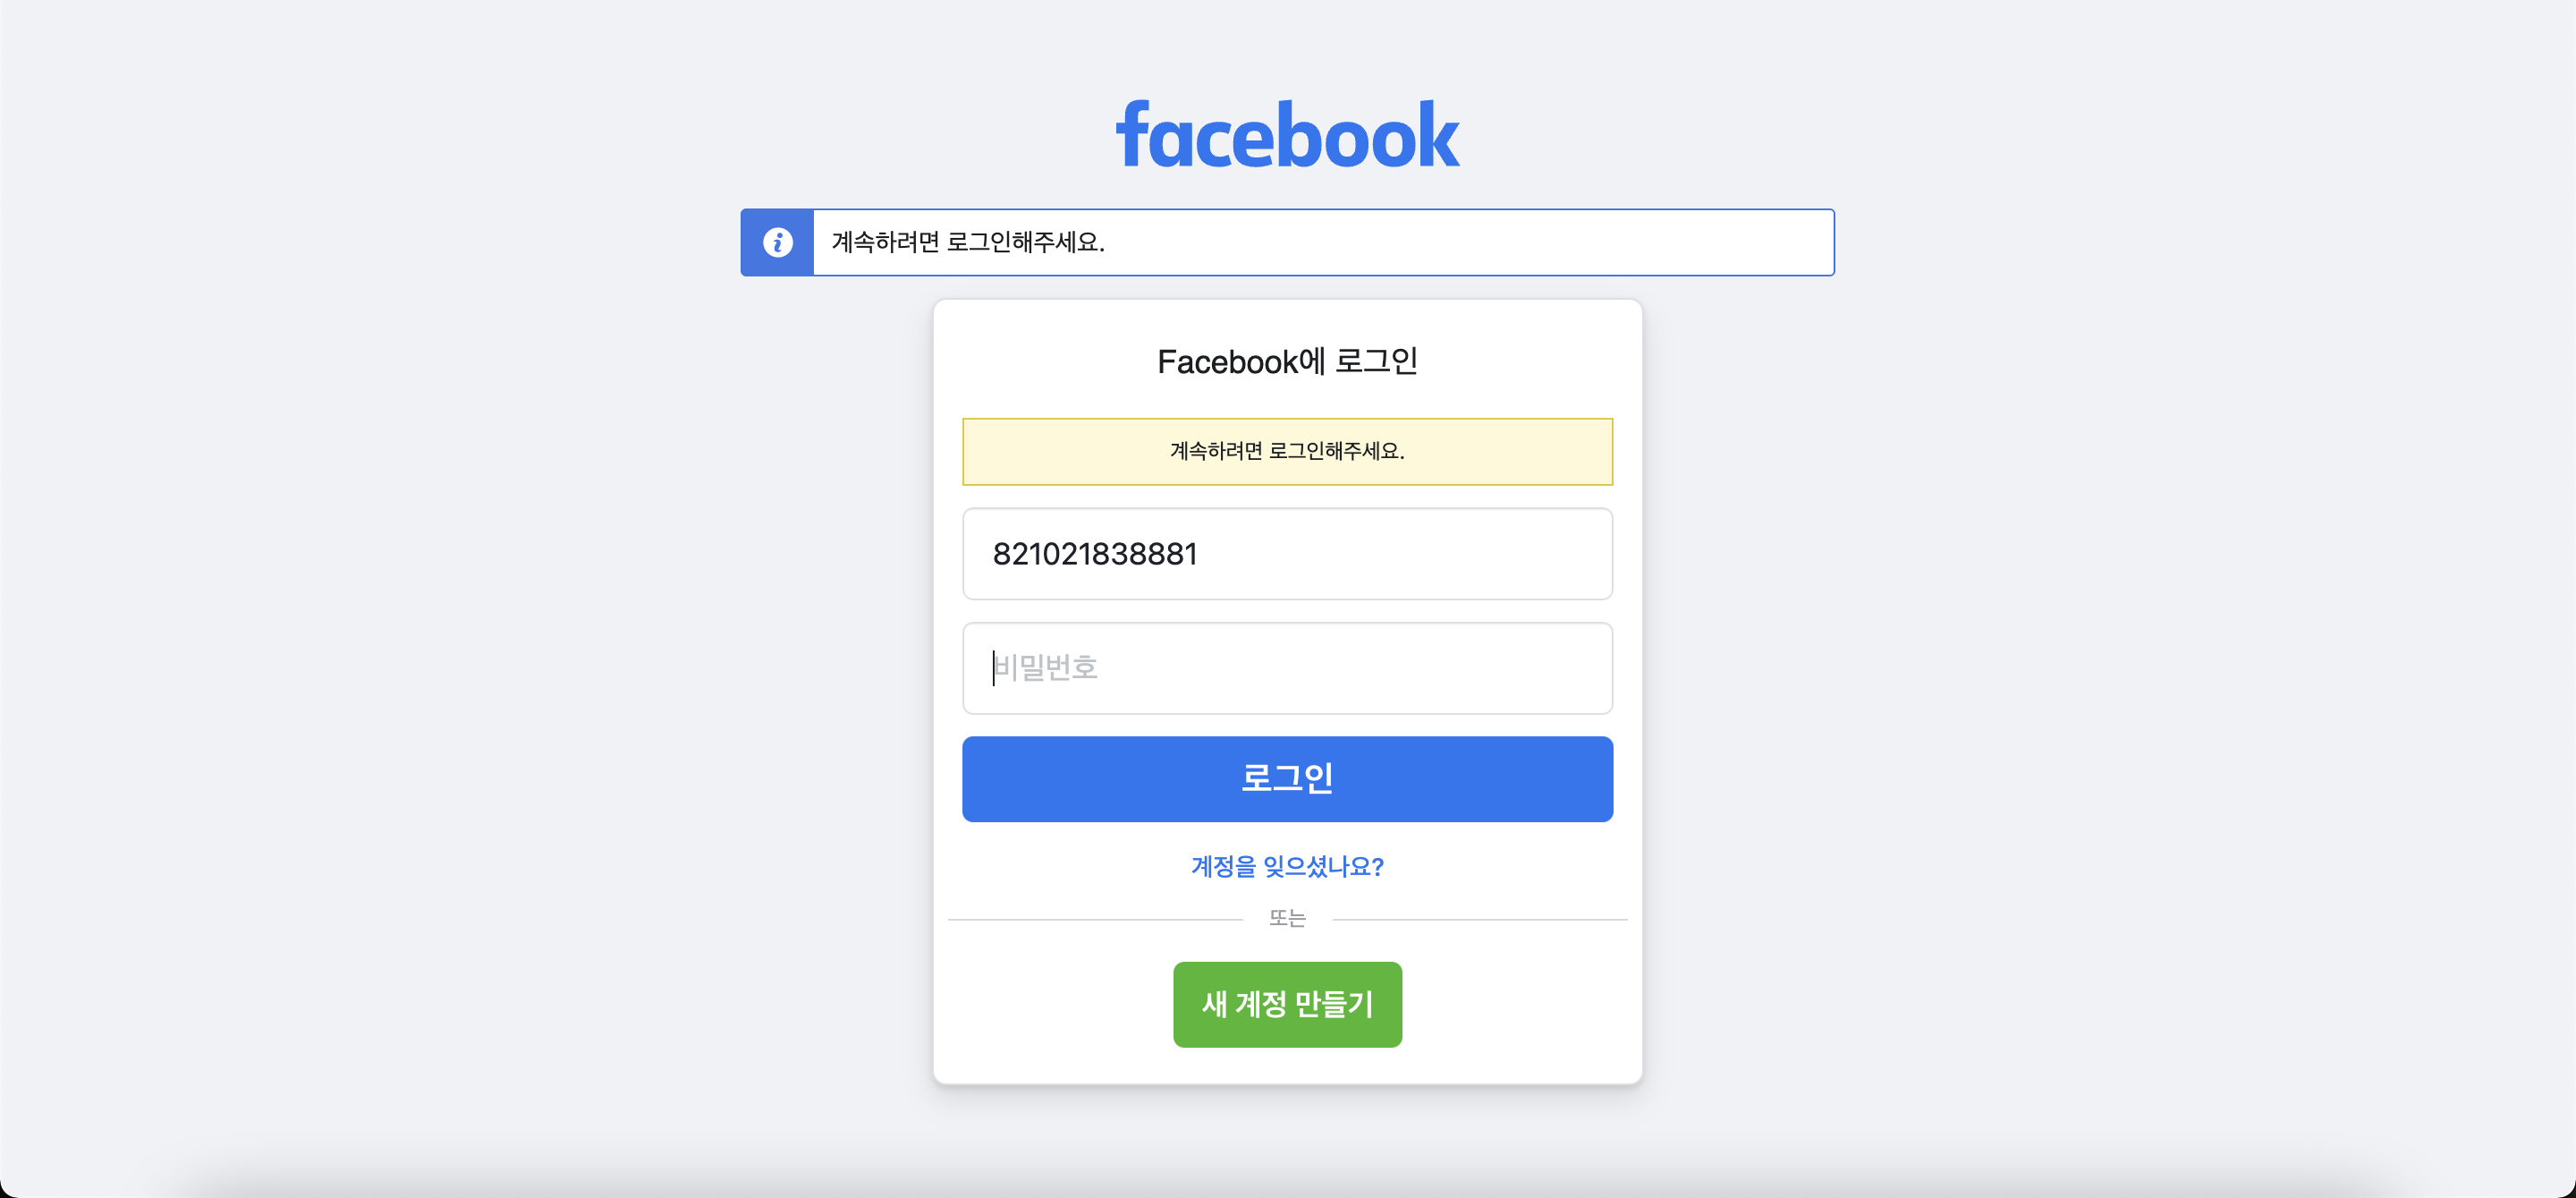 facebook
계속하려면 로그인해주세요.
Facebook에 로그인
계속하려면 로그인해주세요.
821021838881
비밀번호
로그인
계정을 잊으셨나요?
또는
새 계정 만들기